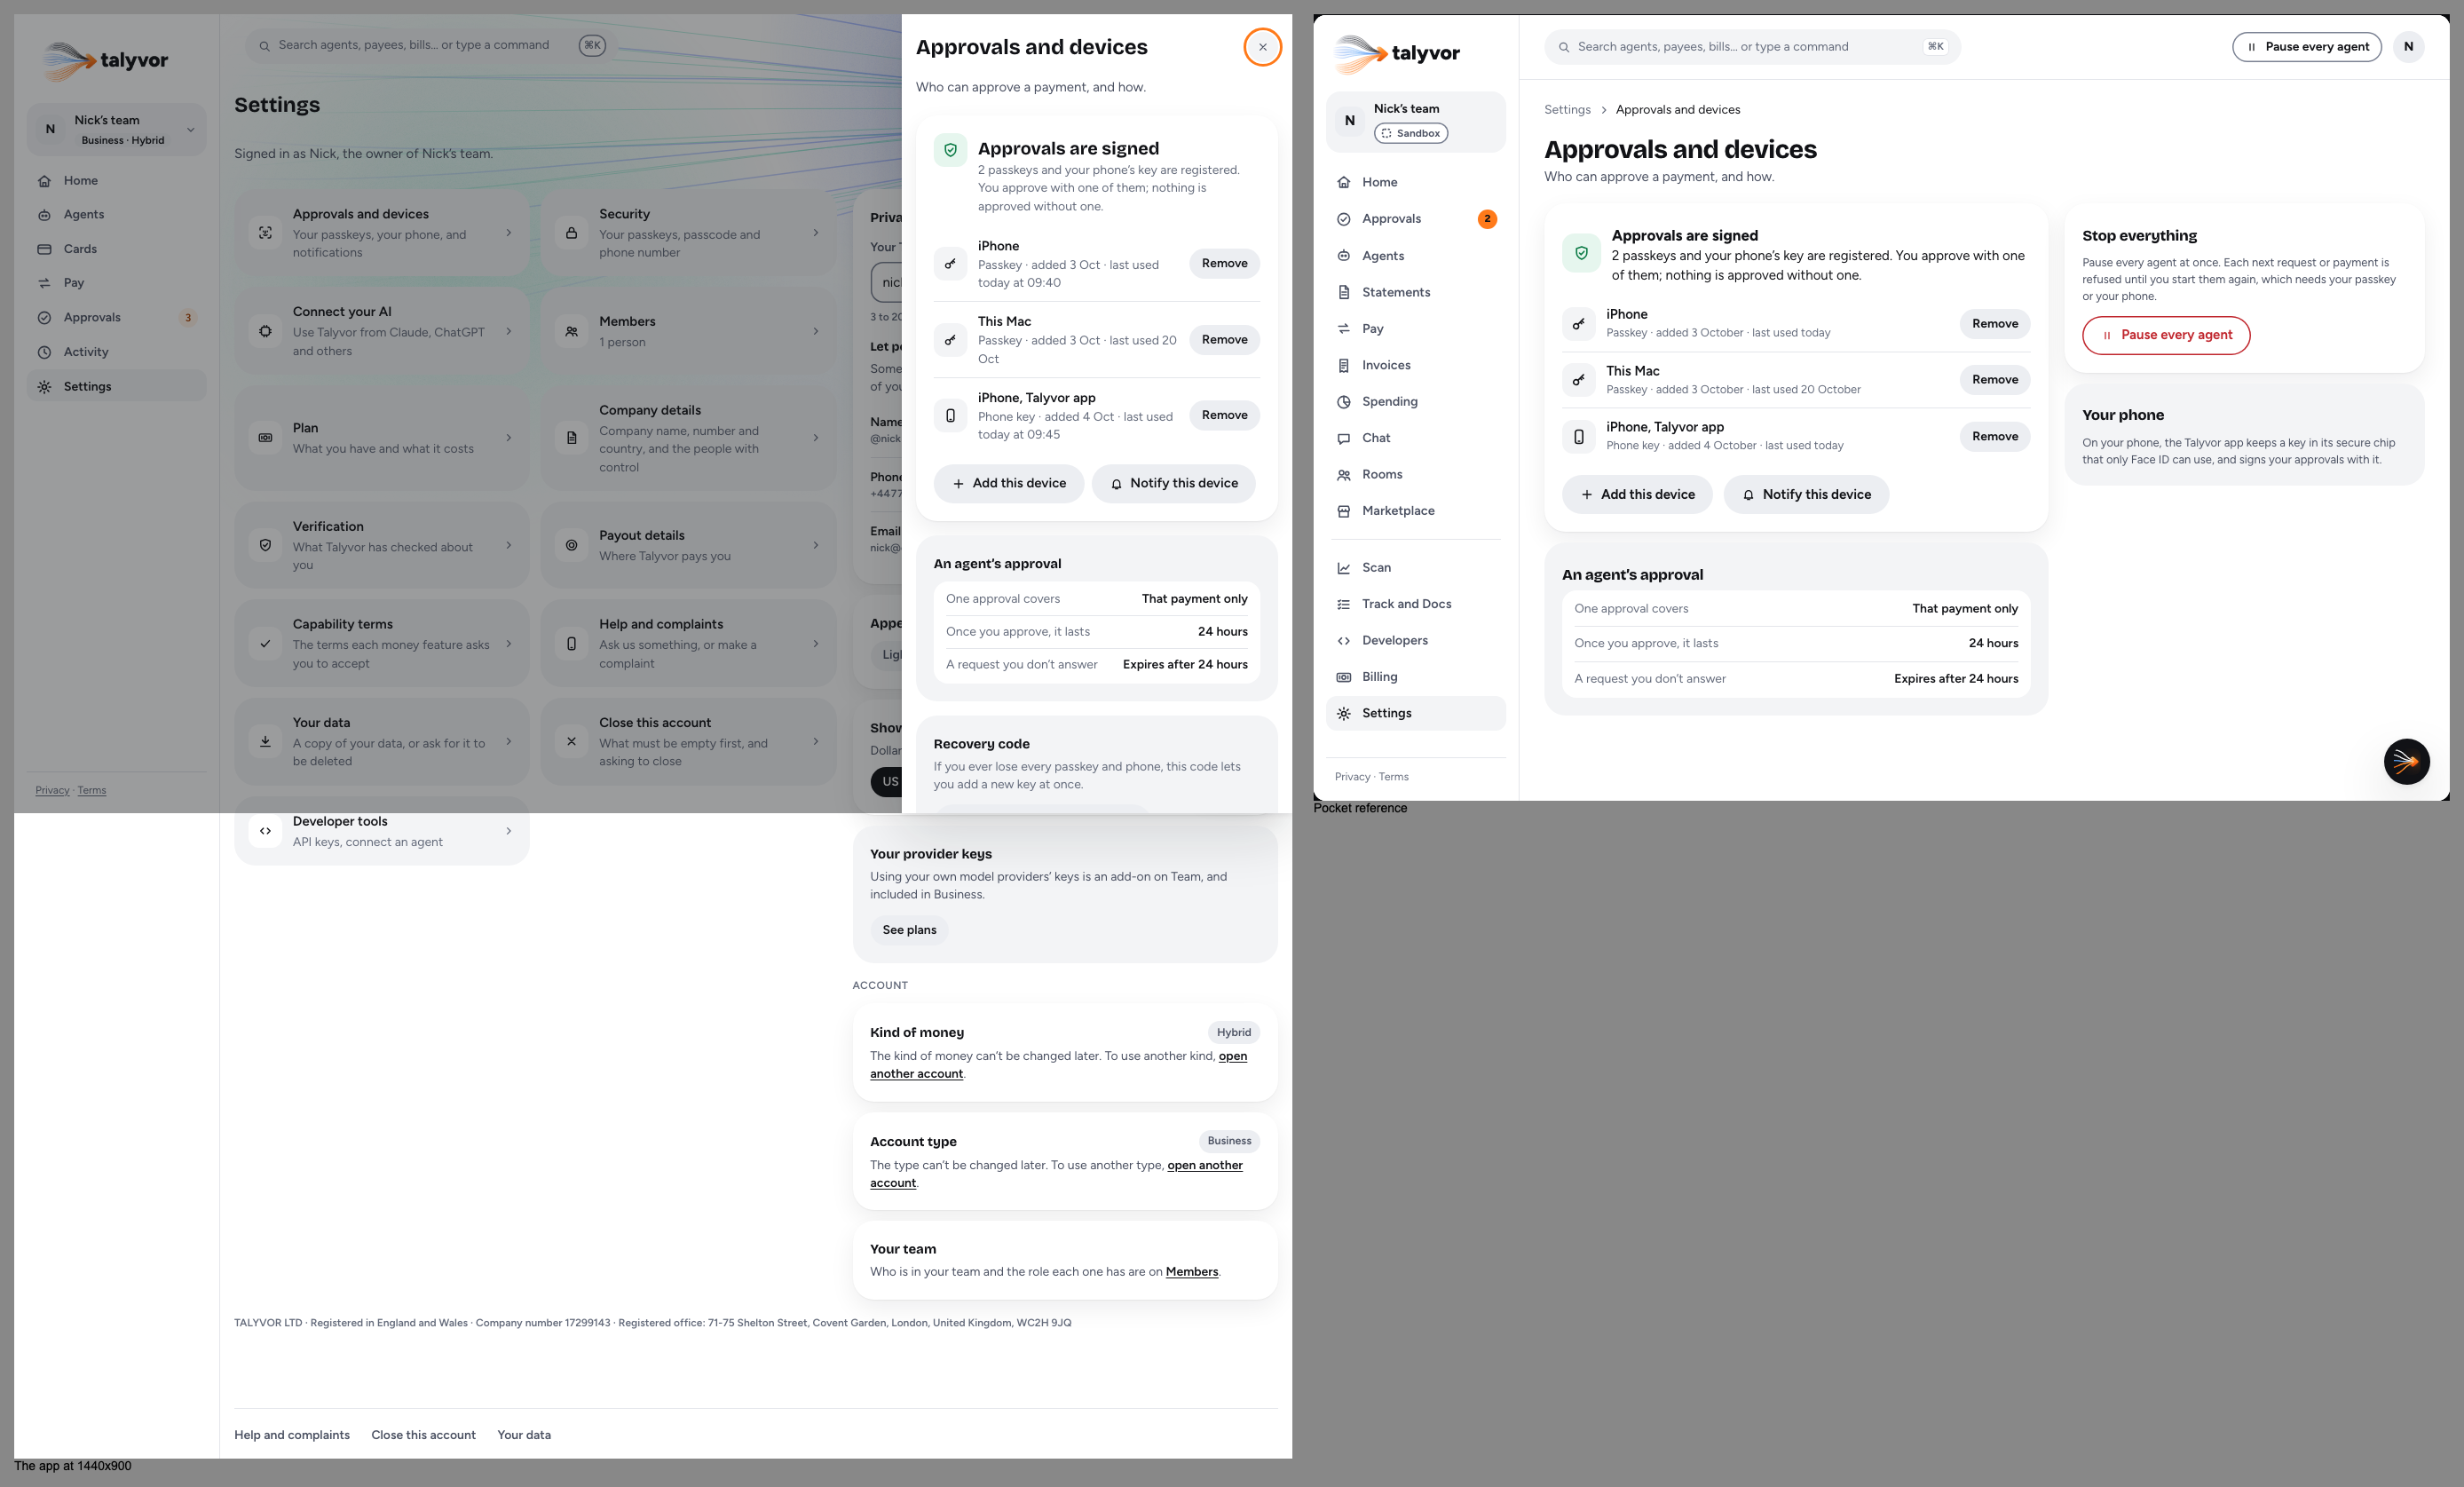 talyvor
Search agents, payees, bills... or type a command
⌘K
N
Nick's team
Business · Hybrid
Home
Agents
Cards
Pay
Approvals
3
Activity
Settings
Privacy · Terms
Settings
Signed in as Nick, the owner of Nick's team.
Approvals and devices
Your passkeys, your phone, and
notifications
Security
Your passkeys, passcode and
phone number
Connect your AI
Use Talyvor from Claude, ChatGPT
and others
Members
1 person
Plan
What you have and what it costs
Company details
Company name, number and
country, and the people with
control
Verification
What Talyvor has checked about
you
Payout details
Where Talyvor pays you
Capability terms
The terms each money feature asks
you to accept
Help and complaints
Ask us something, or make a
complaint
Your data
A copy of your data, or ask for it to
be deleted
Close this account
What must be empty first, and
asking to close
Developer tools
API keys, connect an agent
Your
3 to 20
Let
Some
of you
Name
@nick
Phone
+4477
Email
nick@
Show
Dollar
US
Approvals and devices
Who can approve a payment, and how.
Approvals are signed
2 passkeys and your phone's key are registered.
You approve with one of them; nothing is
approved without one.
iPhone
Passkey · added 3 Oct · last used
today at 09:40
Remove
This Mac
Passkey · added 3 Oct · last used 20
Oct
Remove
iPhone, Talyvor app
Phone key · added 4 Oct · last used
today at 09:45
Remove
Add this device
Notify this device
An agent's approval
One approval covers That payment only
Once you approve, it lasts 24 hours
A request you don't answer Expires after 24 hours
Recovery code
If you ever lose every passkey and phone, this code lets
you add a new key at once.
Your provider keys
Using your own model providers' keys is an add-on on Team, and
included in Business.
See plans
ACCOUNT
Kind of money
Hybrid
The kind of money can't be changed later. To use another kind, open
another account.
Account type
Business
The type can't be changed later. To use another type, open another
account.
Your team
Who is in your team and the role each one has are on Members.
TALYVOR LTD · Registered in England and Wales · Company number 17299143 · Registered office: 71-75 Shelton Street, Covent Garden, London, United Kingdom, WC2H 9JQ
Help and complaints Close this account Your data
The app at 1440x900
talyvor
Search agents, payees, bills... or type a command
⌘K
Pause every agent
N
N
Nick's team
Sandbox
Home
Approvals
2
Agents
Statements
Pay
Invoices
Spending
Chat
Rooms
Marketplace
Scan
Track and Docs
Developers
Billing
Settings
Privacy · Terms
Settings > Approvals and devices
Approvals and devices
Who can approve a payment, and how.
Approvals are signed
2 passkeys and your phone's key are registered. You approve with one
of them; nothing is approved without one.
iPhone
Passkey · added 3 October · last used today
Remove
This Mac
Passkey · added 3 October · last used 20 October
Remove
iPhone, Talyvor app
Phone key · added 4 October · last used today
Remove
Add this device
Notify this device
An agent's approval
One approval covers That payment only
Once you approve, it lasts 24 hours
A request you don't answer Expires after 24 hours
Stop everything
Pause every agent at once. Each next request or payment is
refused until you start them again, which needs your passkey
or your phone.
Pause every agent
Your phone
On your phone, the Talyvor app keeps a key in its secure chip
that only Face ID can use, and signs your approvals with it.
Pocket reference